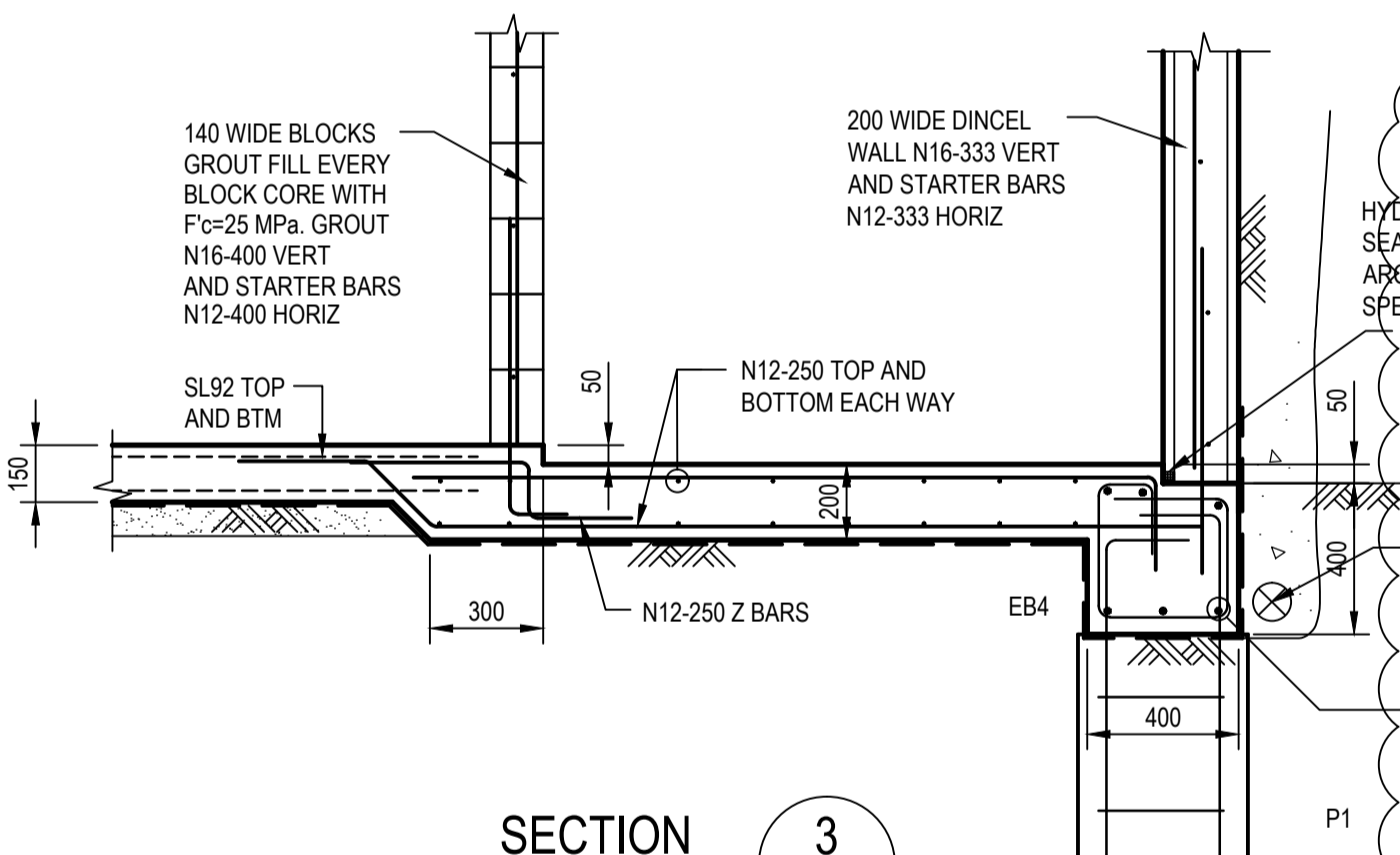 140 WIDE BLOCKS
GROUT FILL EVERY
BLOCK CORE WITH
F'c=25 MPa. GROUT
N16-400 VERT
AND STARTER BARS
N12-400 HORIZ
200 WIDE DINCEL
WALL N16-333 VERT
AND STARTER BARS
N12-333 HORIZ
SL92 TOP
AND BTM
50
N12-250 TOP AND
BOTTOM EACH WAY
50
150
200
400
300
N12-250 Z BARS
EB4
400
P1
SECTION
3